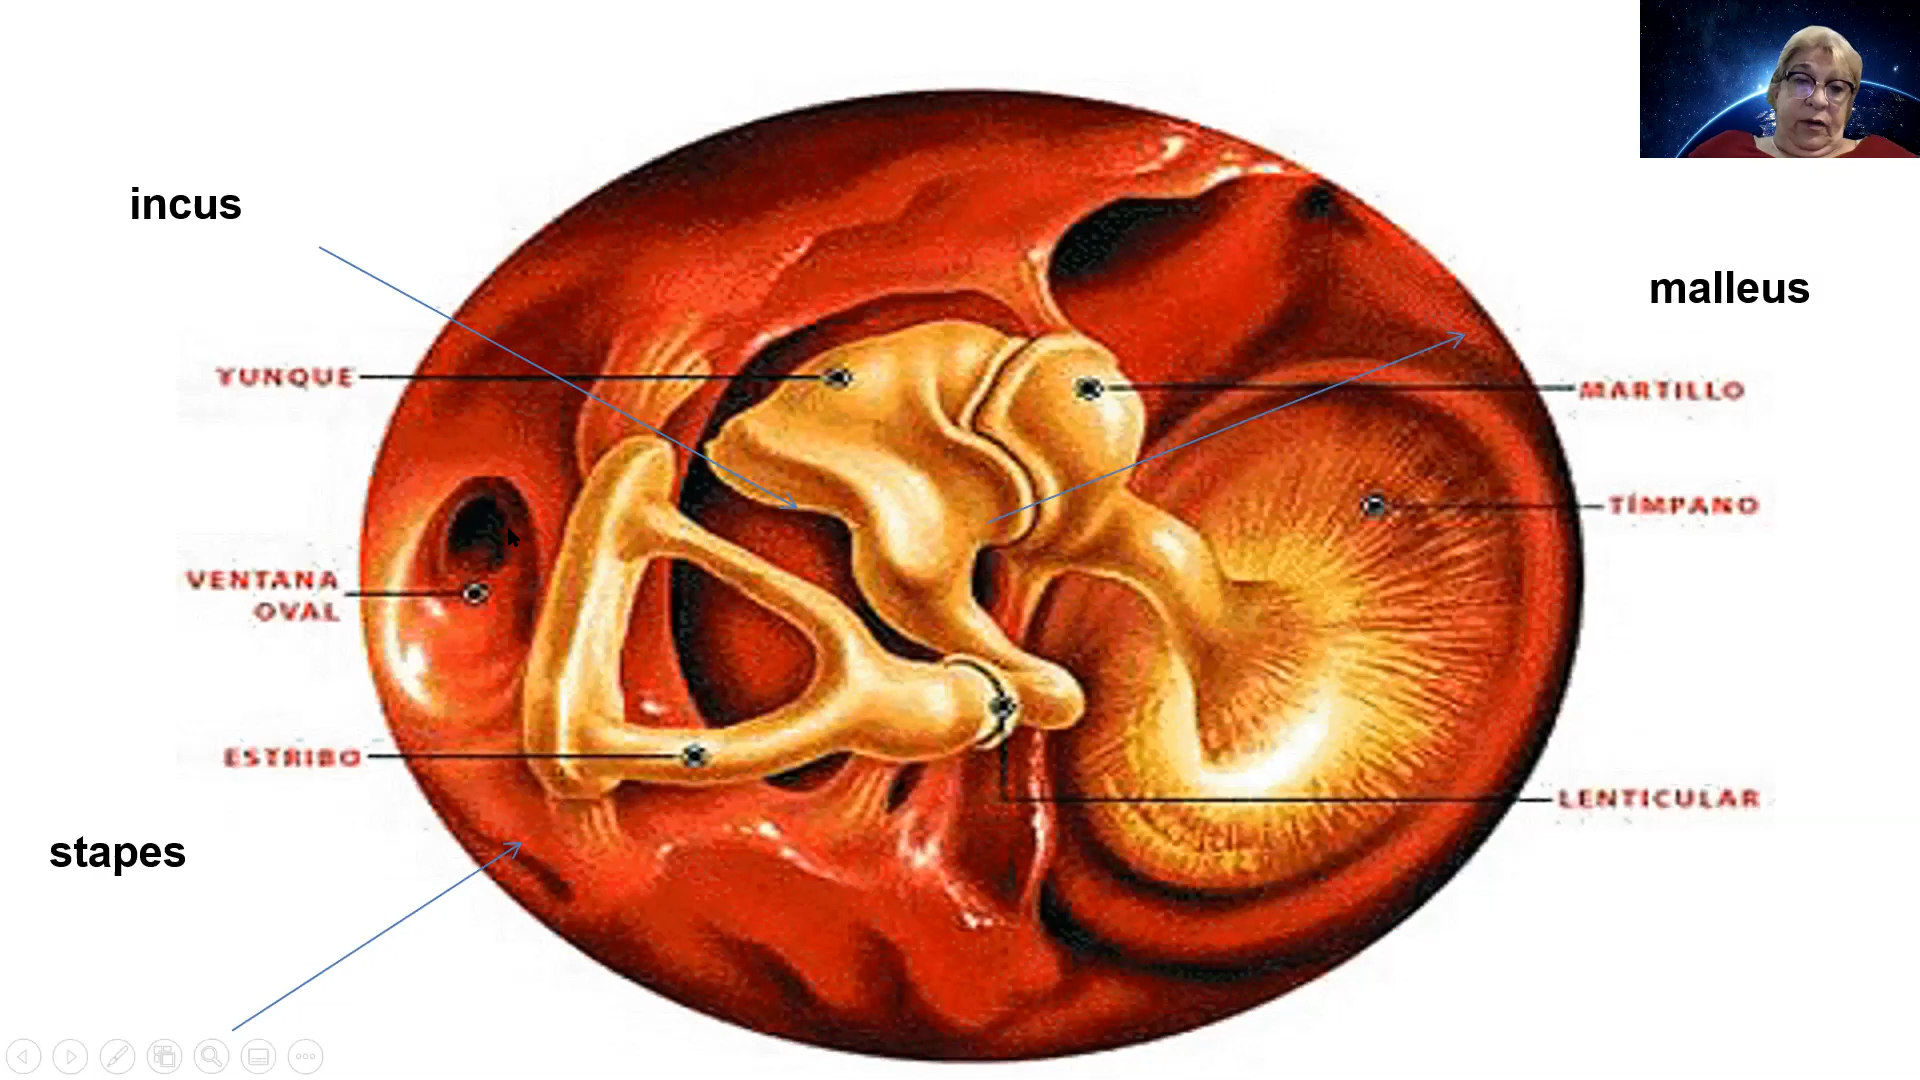 incus
malleus
YUNQUE
MARTILLO
TÍMPANO
VENTANA
OVAL
ESTRIBO
LENTICULAR
stapes